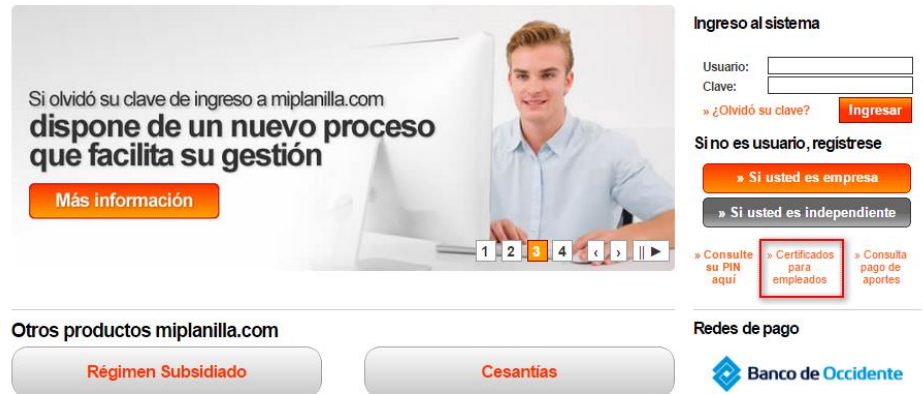 Si olvidó su clave de ingreso a miplanilla.com
dispone de un nuevo proceso
que facilita su gestión
Más información
1 2 3 4 ‹ › || ►
Ingreso al sistema
Usuario:
Clave:
» ¿Olvidó su clave?
Ingresar
Si no es usuario, regístrese
» Si usted es empresa
» Si usted es independiente
» Consulte
su PIN
aquí
» Certificados
para
empleados
» Consulta
pago de
aportes
Otros productos miplanilla.com
Régimen Subsidiado
Cesantías
Redes de pago
Banco de Occidente